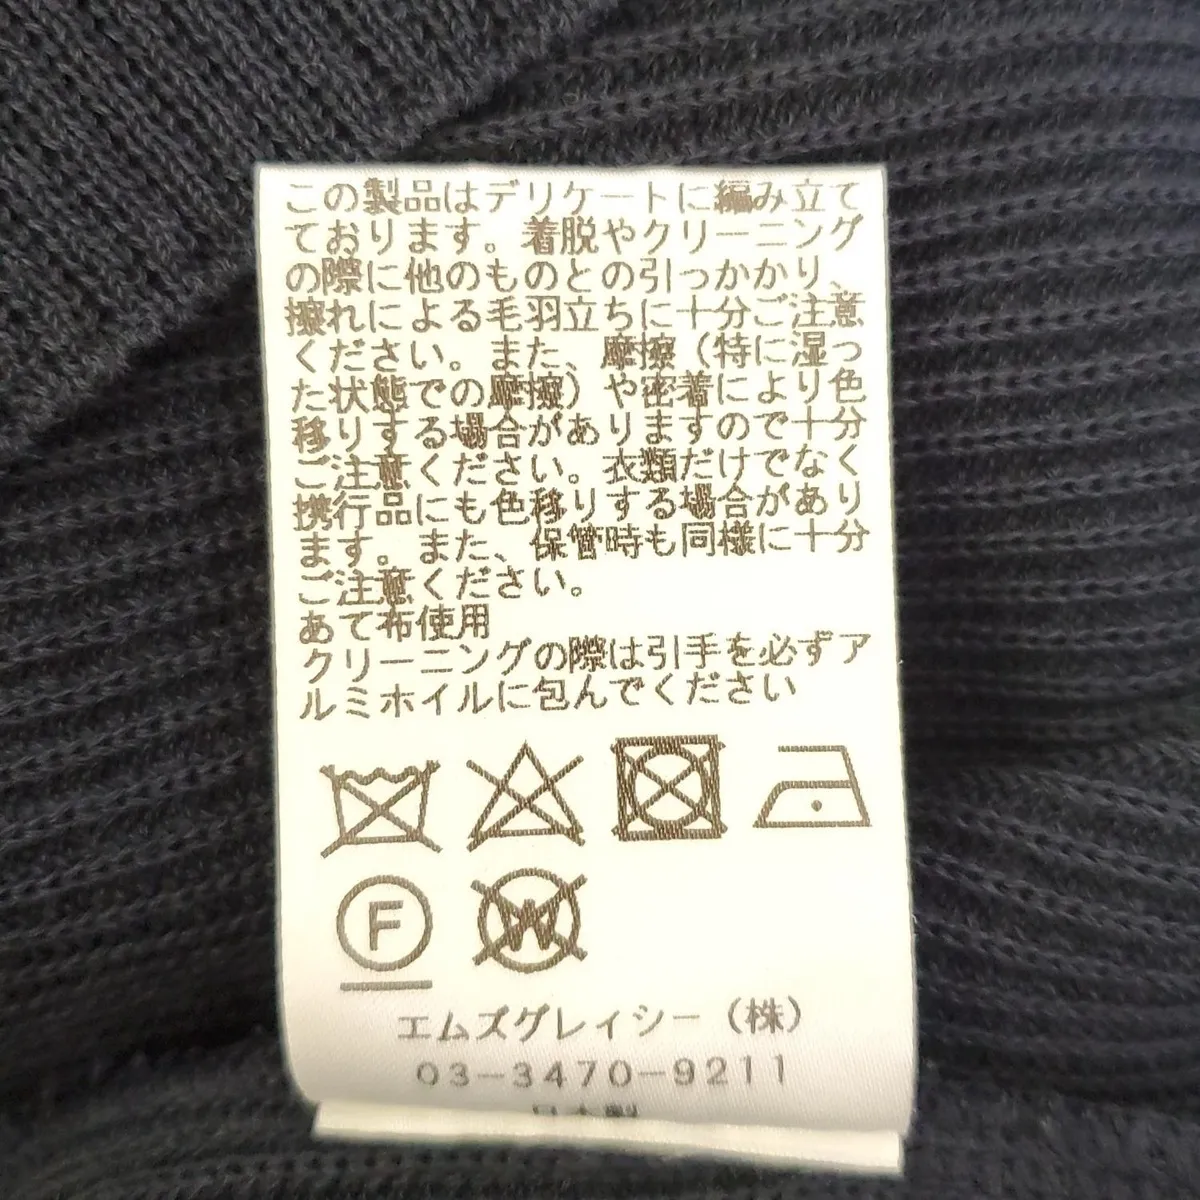 この製品はデリケートに編み立て
ております。着脱やクリーニング
の際に他のものとの引っかかり、
擦れによる毛羽立ちに十分ご注意
ください。また、摩擦（特に湿っ
た状態での摩擦）や密着により色
移りする場合がありますので十分
ご注意ください。衣類だけでなく
携行品にも色移りする場合があり
ます。また、保管時も同様に十分
ご注意ください。
あて布使用
クリーニングの際は引手を必ずア
ルミホイルに包んでください
F W
エムズグレイシー（株）
03-3470-9211
日本製